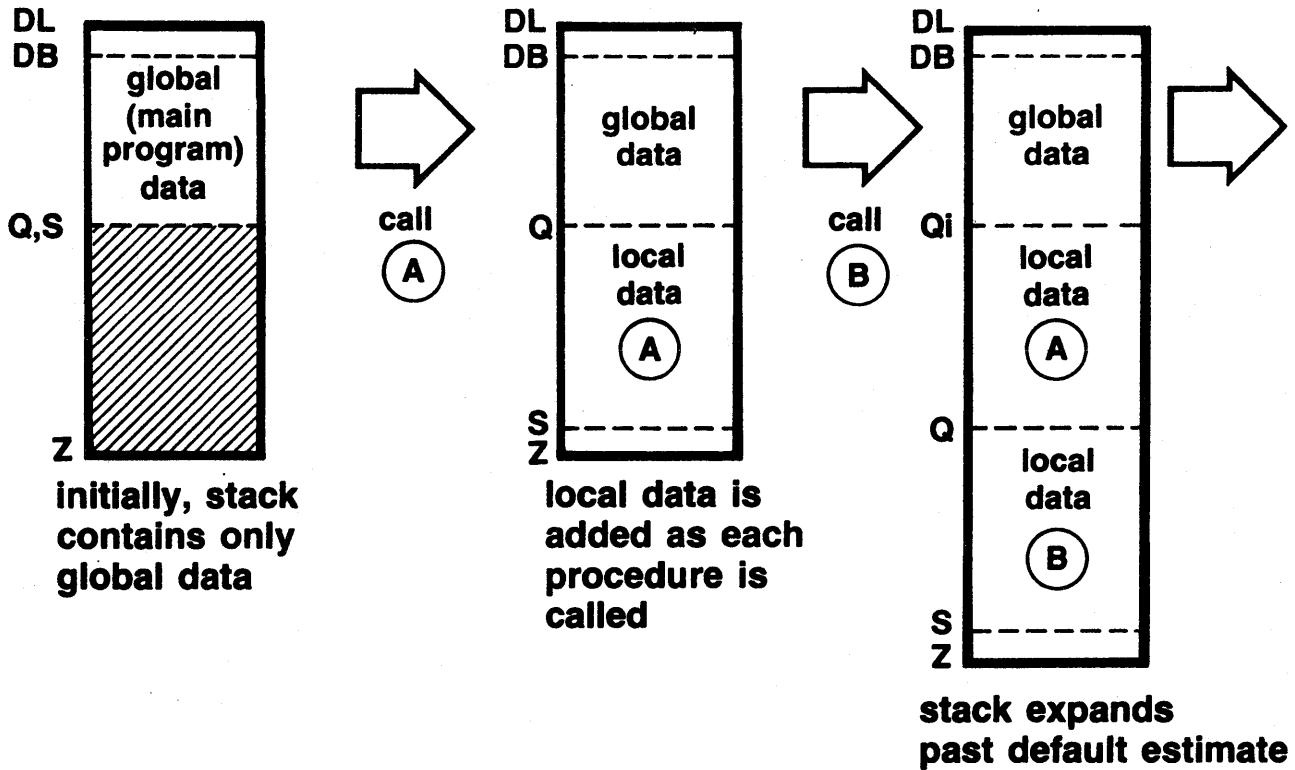 DL
DB
global
(main
program)
data
Q,S
Z
initially, stack
contains only
global data
call
A
DL
DB
global
data
Q
local
data
A
S
Z
local data is
added as each
procedure is
called
call
B
DL
DB
global
data
Qi
local
data
A
Q
local
data
B
S
Z
stack expands
past default estimate